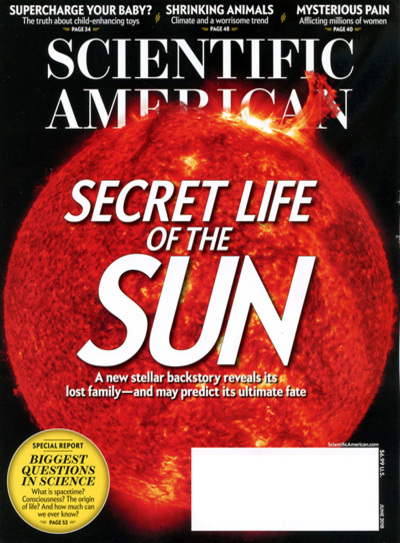 SUPERCHARGE YOUR BABY?
The truth about child-enhancing toys
PAGE 34
SHRINKING ANIMALS
Climate and a worrisome trend
PAGE 48
MYSTERIOUS PAIN
Afflicting millions of women
PAGE 40
SCIENTIFIC
AMERICAN
SECRET LIFE
OF THE
SUN
A new stellar backstory reveals its
lost family—and may predict its ultimate fate
SPECIAL REPORT
BIGGEST
QUESTIONS
IN SCIENCE
What is spacetime?
Consciousness? The origin
of life? And how much can
we ever know?
PAGE 53
ScientificAmerican.com
$6.99 U.S.
JUNE 2018